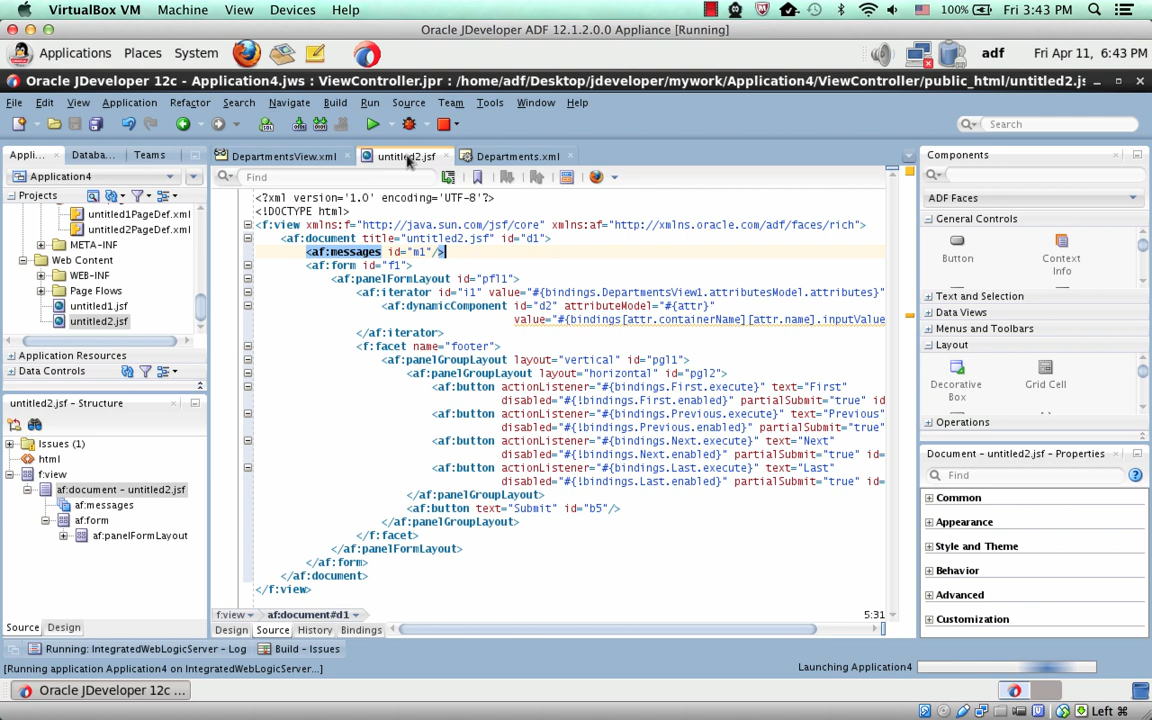 VirtualBox VM Machine View Devices Help 100% Fri 3:43 PM
Oracle JDeveloper ADF 12.1.2.0.0 Appliance [Running]
Applications Places System adf Fri Apr 11, 6:43 PM
Oracle JDeveloper 12c - Application4.jws : ViewController.jpr : /home/adf/Desktop/jdeveloper/mywork/Application4/ViewController/public_html/untitled2.js
File Edit View Application Refactor Search Navigate Build Run Source Team Tools Window Help
Search
Appli... Databa... Teams
DepartmentsView.xml untitled2.jsf Departments.xml
Components
Application4
Find
Projects
ADF Faces
untitled1PageDef.xml
untitled2PageDef.xml
META-INF
Web Content
WEB-INF
Page Flows
untitled1.jsf
untitled2.jsf
Application Resources
Data Controls
untitled2.jsf - Structure
Issues (1)
html
f:view
af:document - untitled2.jsf
af:messages
af:form
af:panelFormLayout
Source Design
<?xml version='1.0' encoding='UTF-8'?>
<!DOCTYPE html>
<f:view xmlns:f="http://java.sun.com/jsf/core" xmlns:af="http://xmlns.oracle.com/adf/faces/rich">
<af:document title="untitled2.jsf" id="d1">
<af:messages id="m1"/>
<af:form id="f1">
<af:panelFormLayout id="pfl1">
<af:iterator id="i1" value="#{bindings.DepartmentsView1.attributesModel.attributes}"
<af:dynamicComponent id="d2" attributeModel="#{attr}"
value="#{bindings[attr.containerName][attr.name].inputValue
</af:iterator>
<f:facet name="footer">
<af:panelGroupLayout layout="vertical" id="pgl1">
<af:panelGroupLayout layout="horizontal" id="pgl2">
<af:button actionListener="#{bindings.First.execute}" text="First"
disabled="#{!bindings.First.enabled}" partialSubmit="true" id=
<af:button actionListener="#{bindings.Previous.execute}" text="Previous"
disabled="#{!bindings.Previous.enabled}" partialSubmit="true"
<af:button actionListener="#{bindings.Next.execute}" text="Next"
disabled="#{!bindings.Next.enabled}" partialSubmit="true" id=
<af:button actionListener="#{bindings.Last.execute}" text="Last"
disabled="#{!bindings.Last.enabled}" partialSubmit="true" id=
</af:panelGroupLayout>
<af:button text="Submit" id="b5"/>
</af:panelGroupLayout>
</f:facet>
</af:panelFormLayout>
</af:form>
</af:document>
</f:view>
f:view af:document#d1 5:31
Design Source History Bindings
General Controls
Button Context Info
Text and Selection
Data Views
Menus and Toolbars
Layout
Decorative Box Grid Cell
Operations
Document - untitled2.jsf - Properties
Find
Common
Appearance
Style and Theme
Behavior
Advanced
Customization
Running: IntegratedWebLogicServer - Log Build - Issues
[Running application Application4 on IntegratedWebLogicServer...] Launching Application4
Oracle JDeveloper 12c ...
Left ⌘